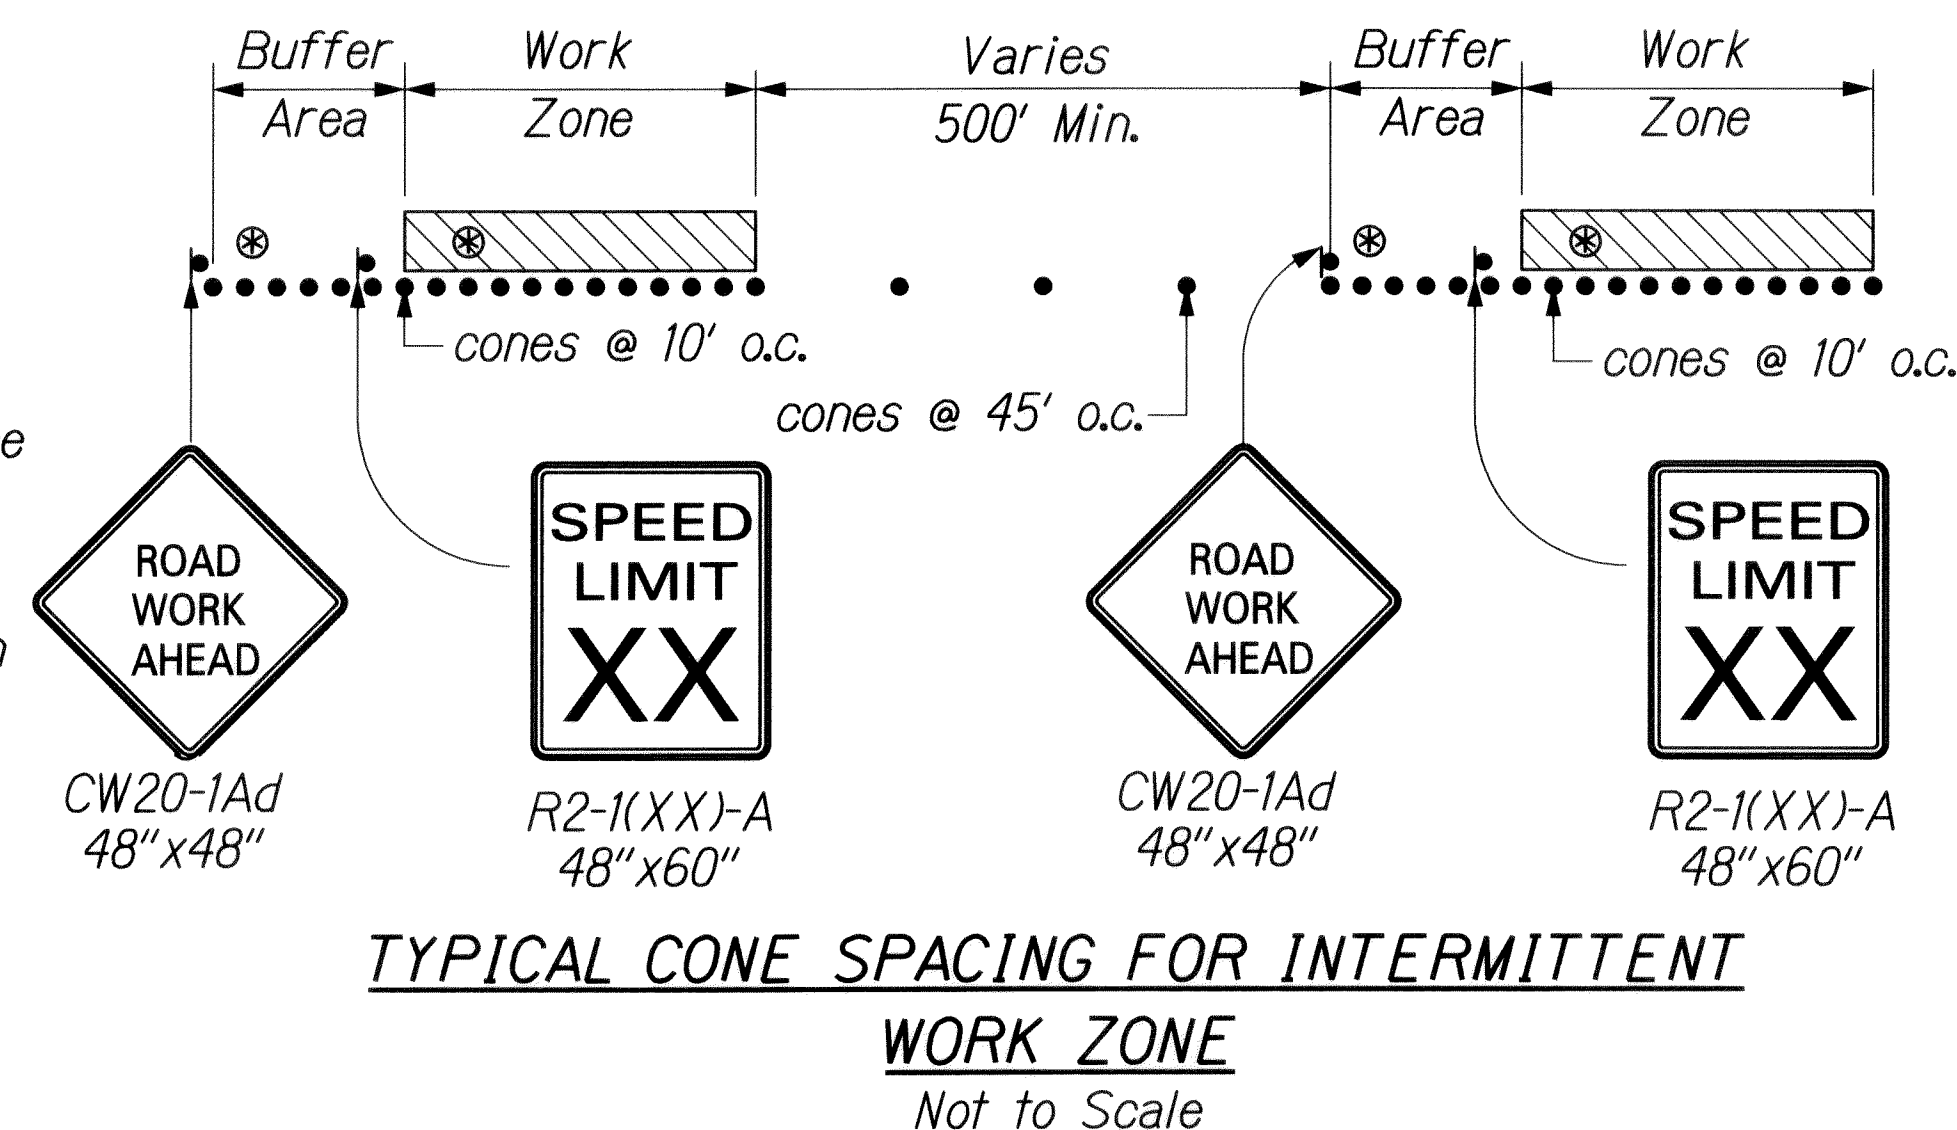 Buffer
Area
Work
Zone
Varies
500' Min.
Buffer
Area
Work
Zone
cones @ 10' o.c.
cones @ 45' o.c.
cones @ 10' o.c.
e
n
ROAD
WORK
AHEAD
CW20-1Ad
48"x48"
SPEED
LIMIT
XX
R2-1(XX)-A
48"x60"
ROAD
WORK
AHEAD
CW20-1Ad
48"x48"
SPEED
LIMIT
XX
R2-1(XX)-A
48"x60"
TYPICAL CONE SPACING FOR INTERMITTENT
WORK ZONE
Not to Scale